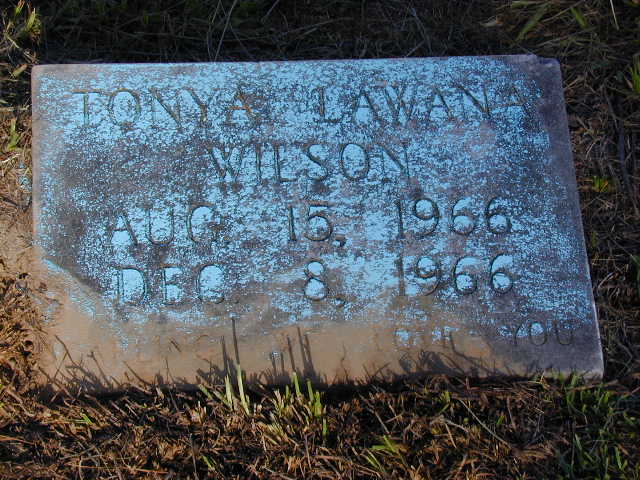 TONYA LAWANA
WILSON
AUG. 15, 1966
DEC. 8, 1966
YOU